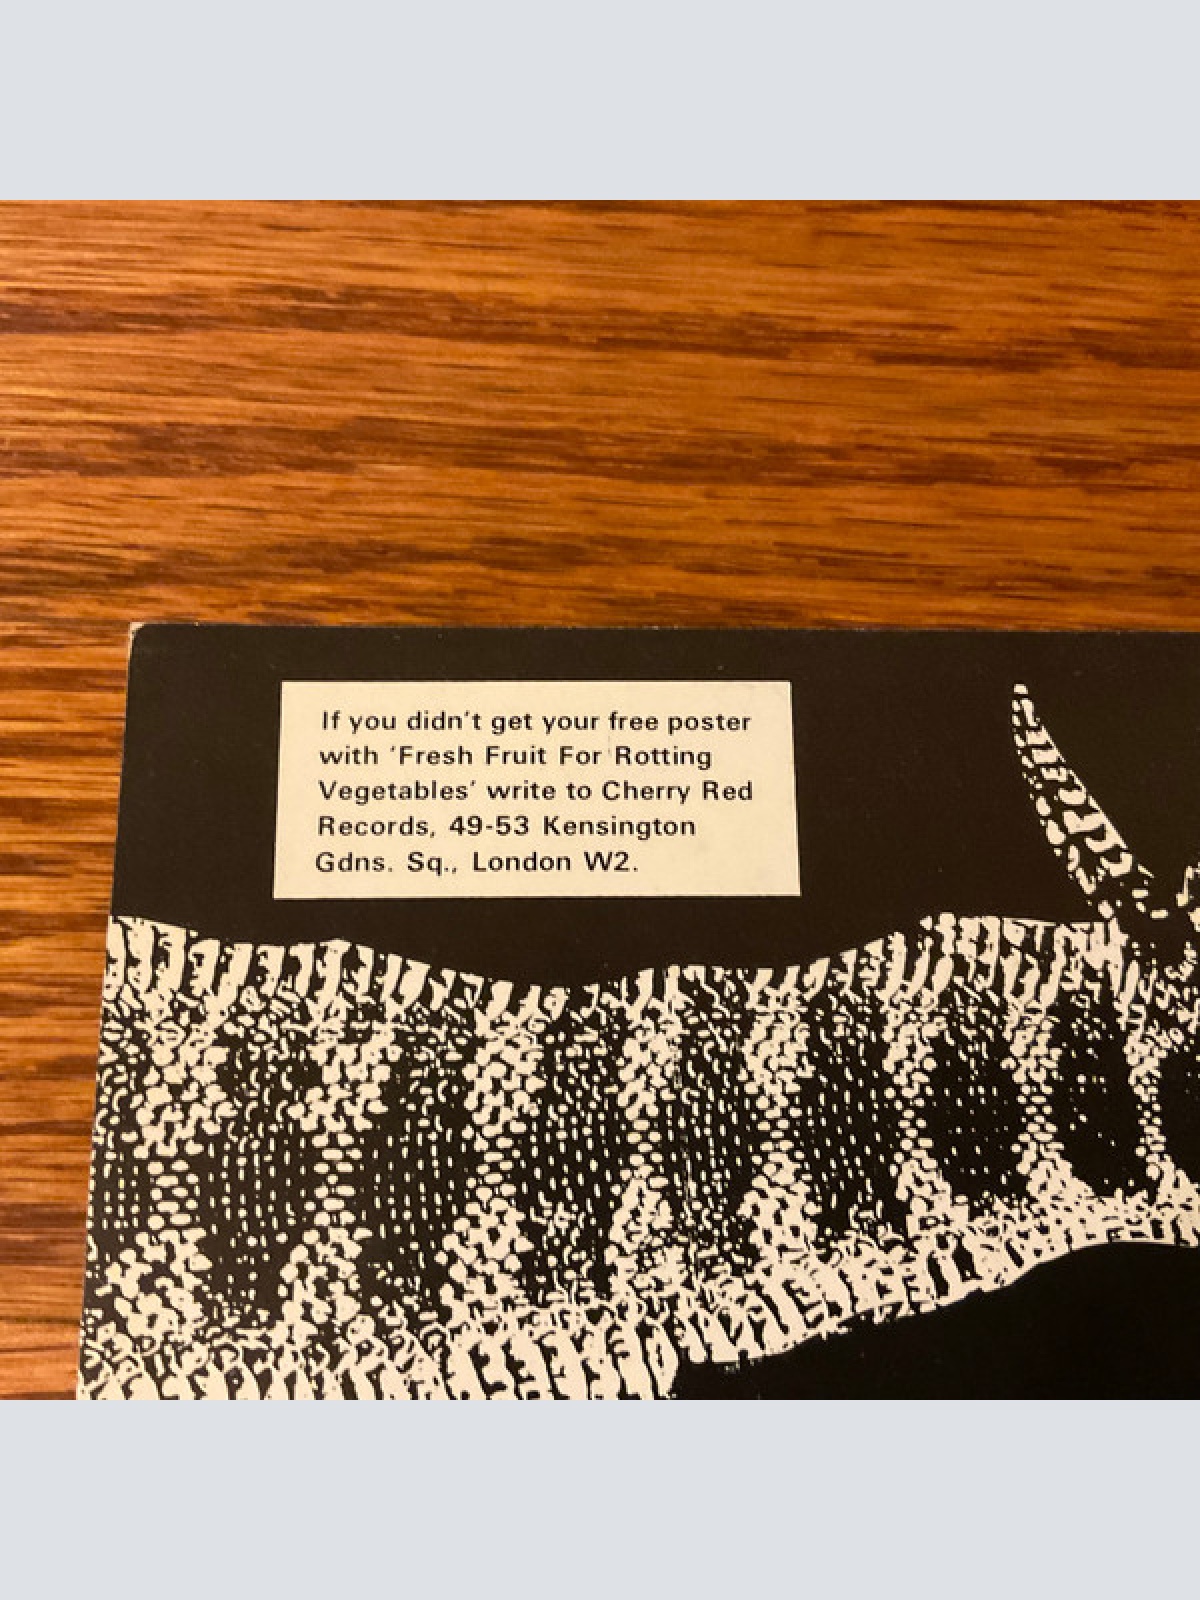 If you didn't get your free poster
with 'Fresh Fruit For Rotting
Vegetables' write to Cherry Red
Records, 49-53 Kensington
Gdns. Sq., London W2.